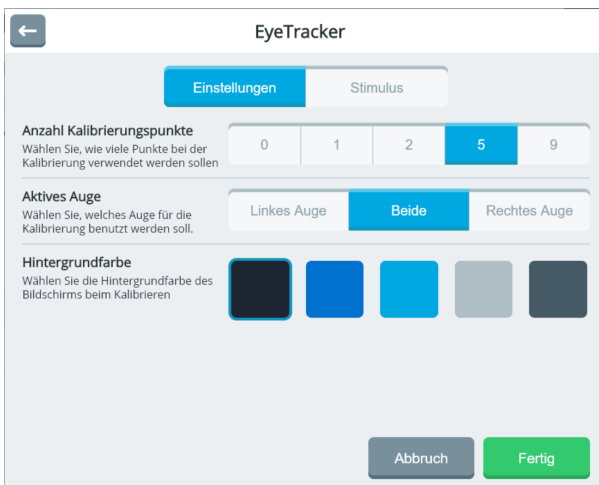 EyeTracker
Einstellungen Stimulus
Anzahl Kalibrierungspunkte
Wählen Sie, wie viele Punkte bei der
Kalibrierung verwendet werden sollen
0 1 2 5 9
Aktives Auge
Wählen Sie, welches Auge für die
Kalibrierung benutzt werden soll.
Linkes Auge Beide Rechtes Auge
Hintergrundfarbe
Wählen Sie die Hintergrundfarbe des
Bildschirms beim Kalibrieren
Abbruch Fertig